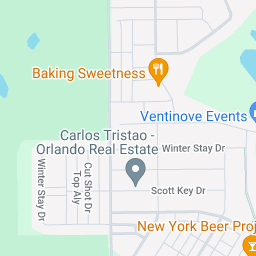 Baking Sweetness
Ventinove Events
Carlos Tristao -
Orlando Real Estate
Winter Stay Dr
Winter Stay Dr
Top Aly
Cut Shot Dr
Scott Key Dr
New York Beer Proj